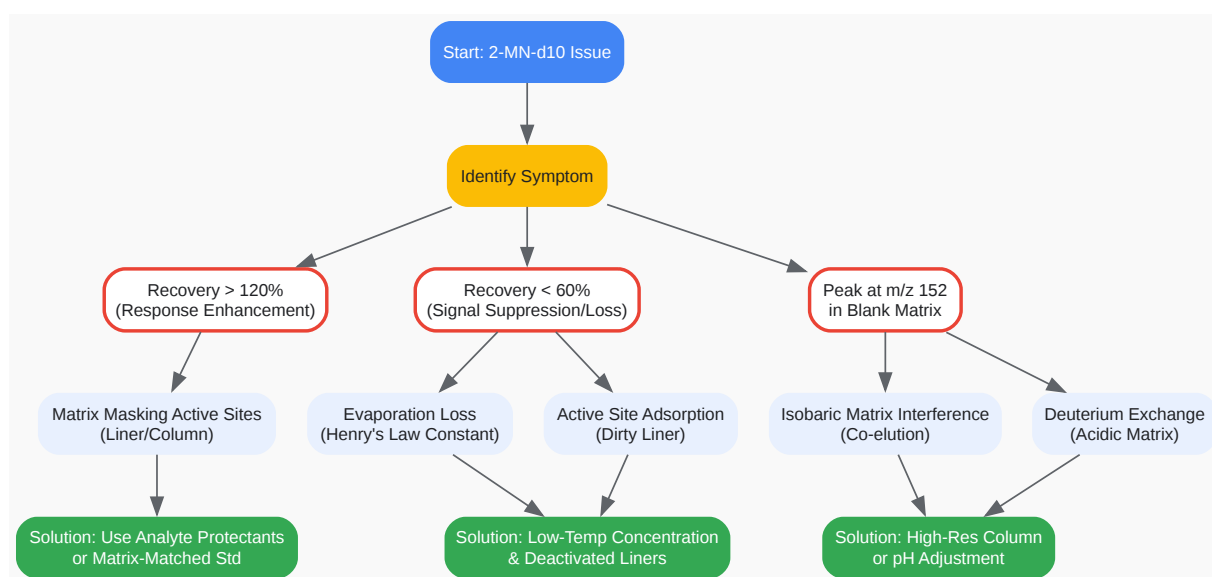 Start: 2-MN-d10 Issue
Identify Symptom
Recovery > 120%
(Response Enhancement)
Recovery < 60%
(Signal Suppression/Loss)
Peak at m/z 152
in Blank Matrix
Matrix Masking Active Sites
(Liner/Column)
Evaporation Loss
(Henry's Law Constant)
Active Site Adsorption
(Dirty Liner)
Isobaric Matrix Interference
(Co-elution)
Deuterium Exchange
(Acidic Matrix)
Solution: Use Analyte Protectants
or Matrix-Matched Std
Solution: Low-Temp Concentration
& Deactivated Liners
Solution: High-Res Column
or pH Adjustment